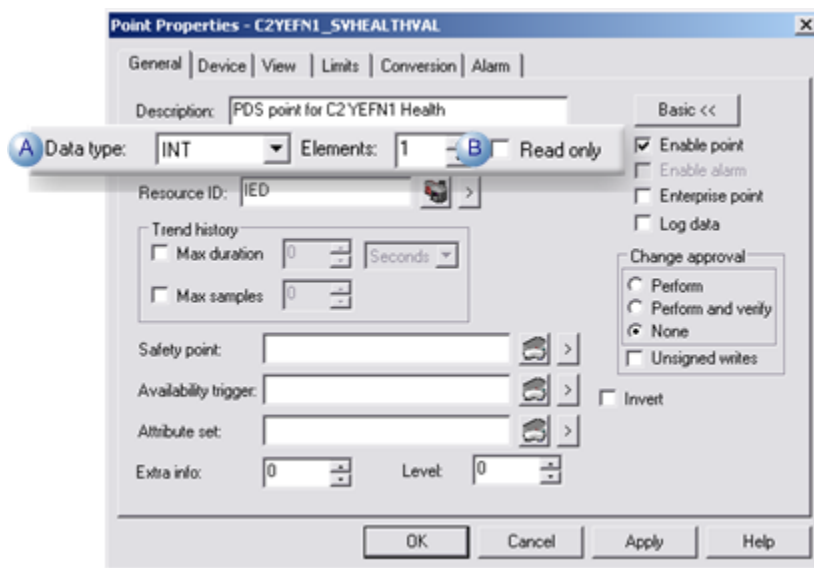 Point Properties - C2YEFN1_SVHEALTHVAL
General Device View Limits Conversion Alarm
Description: PDS point for C2YEFN1 Health
Basic <<
A Data type: INT Elements: 1 B Read only
Enable point
Enable alarm
Resource ID: IED >
Enterprise point
Log data
Trend history
Max duration 0 Seconds
Max samples 0
Change approval
Perform
Perform and verify
None
Unsigned writes
Safety point: >
Availability trigger: >
Invert
Attribute set: >
Extra info: 0 Level: 0
OK Cancel Apply Help